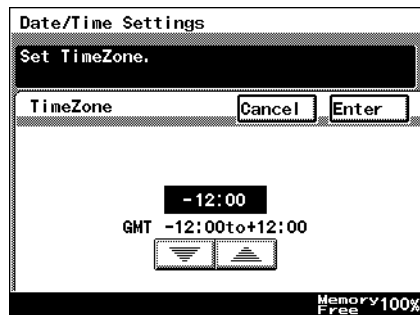 Date/Time Settings
Set TimeZone.
TimeZone Cancel Enter
-12:00
GMT -12:00to+12:00
Memory Free 100%